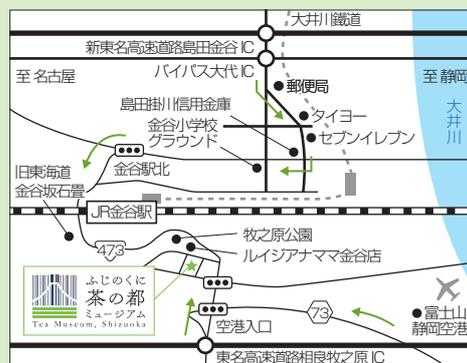 大井川鐵道
新東名高速道路島田金谷IC
至 名古屋
バイパス大代IC
至 静岡
郵便局
大井川
島田掛川信用金庫
タイヨー
金谷小学校
グラウンド
セブンイレブン
旧東海道
金谷坂石畳
金谷駅北
JR金谷駅
473
牧之原公園
ルイジアナママ金谷店
ふじのくに
茶の都
ミュージアム
Tea Museum, Shizuoka
73
空港入口
富士山
静岡空港
東名高速道路相良牧之原IC